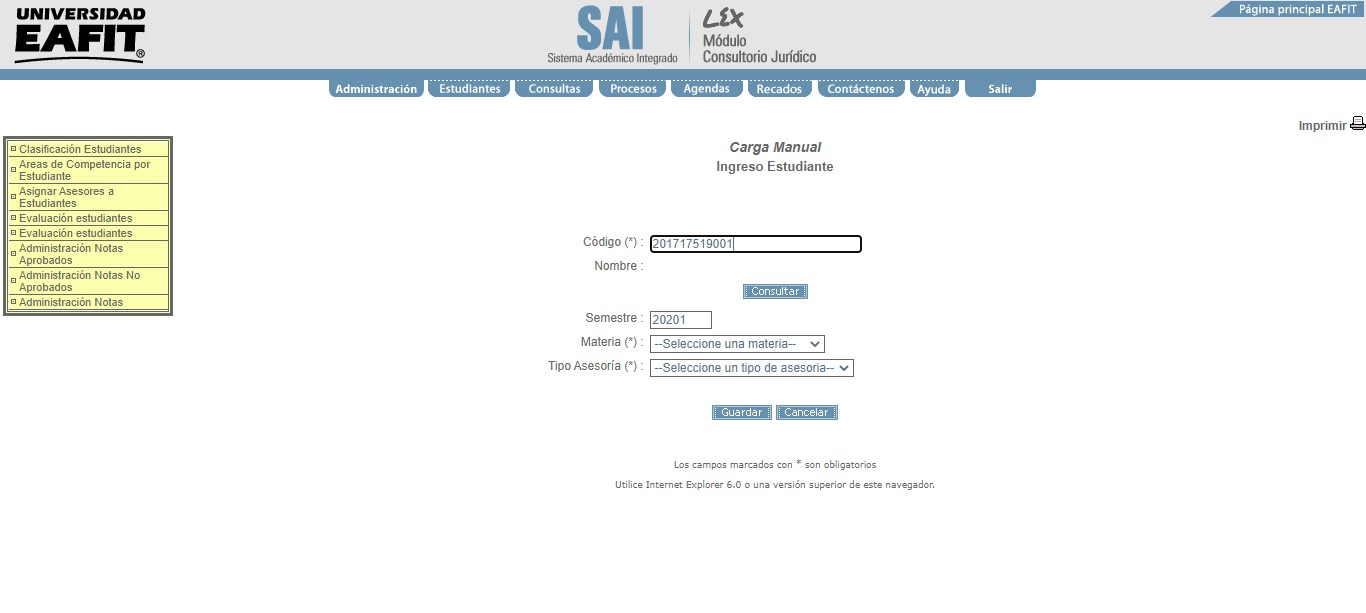 UNIVERSIDAD
EAFIT®
SAI
Sistema Académico Integrado
LEX
Módulo
Consultorio Jurídico
Página principal EAFIT
Administración Estudiantes Consultas Procesos Agendas Recados Contáctenos Ayuda Salir
Imprimir
Clasificación Estudiantes
Areas de Competencia por
Estudiante
Asignar Asesores a
Estudiantes
Evaluación estudiantes
Evaluación estudiantes
Administración Notas
Aprobados
Administración Notas No
Aprobados
Administración Notas
Carga Manual
Ingreso Estudiante
Código (*) : 201717519001
Nombre :
Consultar
Semestre : 20201
Materia (*) : --Seleccione una materia--
Tipo Asesoría (*) : --Seleccione un tipo de asesoria--
Guardar Cancelar
Los campos marcados con * son obligatorios
Utilice Internet Explorer 6.0 o una versión superior de este navegador.